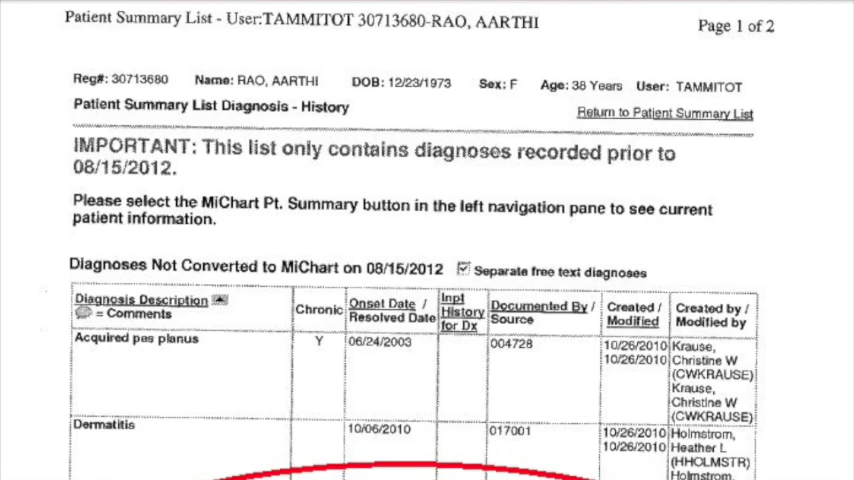 Patient Summary List - User:TAMMITOT 30713680-RAO, AARTHI
Page 1 of 2
Reg#: 30713680 Name: RAO, AARTHI DOB: 12/23/1973 Sex: F Age: 38 Years User: TAMMITOT
Patient Summary List Diagnosis - History
Return to Patient Summary List
IMPORTANT: This list only contains diagnoses recorded prior to
08/15/2012.
Please select the MiChart Pt. Summary button in the left navigation pane to see current
patient information.
Diagnoses Not Converted to MiChart on 08/15/2012 Separate free text diagnoses
Diagnosis Description
= Comments
Chronic
Onset Date /
Resolved Date
Inpt
History
for Dx
Documented By /
Source
Created /
Modified
Created by /
Modified by
Acquired pes planus
Y
06/24/2003
004728
10/26/2010
10/26/2010
Krause,
Christine W
(CWKRAUSE)
Krause,
Christine W
(CWKRAUSE)
Dermatitis
10/06/2010
017001
10/26/2010
10/26/2010
Holmstrom,
Heather L
(HHOLMSTR)
Holmstrom,